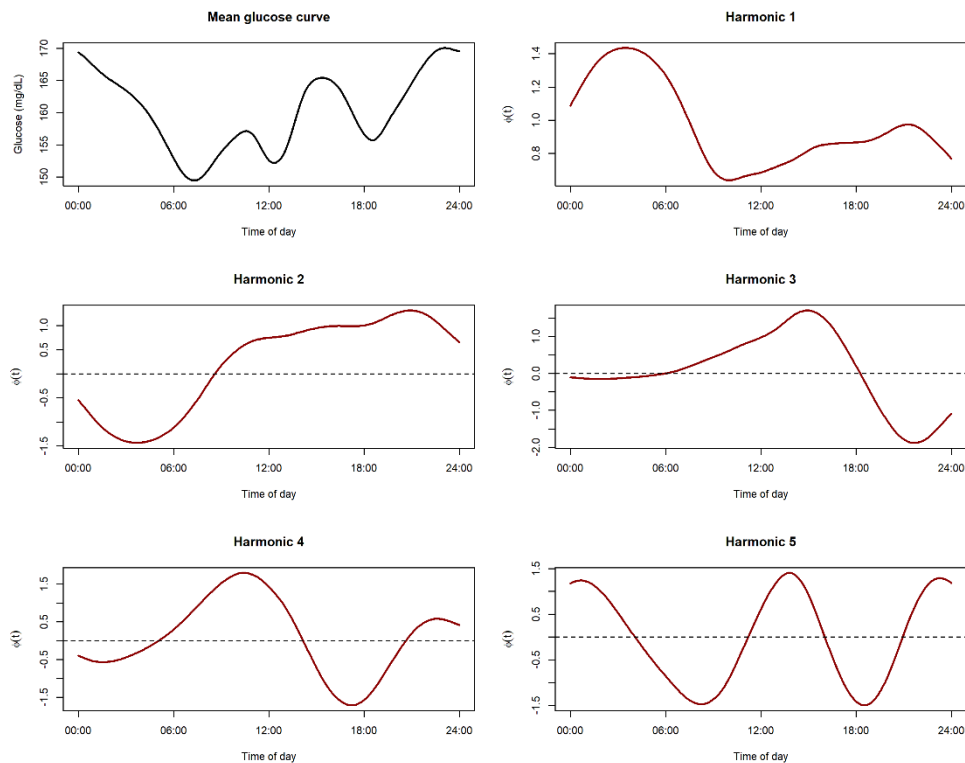 Mean glucose curve
Glucose (mg/dL)
170
165
160
155
150
00:00 06:00 12:00 18:00 24:00
Time of day
Harmonic 1
ϕ(t)
1.4
1.2
1.0
0.8
00:00 06:00 12:00 18:00 24:00
Time of day
Harmonic 2
ϕ(t)
1.0
0.5
-0.5
-1.5
00:00 06:00 12:00 18:00 24:00
Time of day
Harmonic 3
ϕ(t)
1.0
0.0
-1.0
-2.0
00:00 06:00 12:00 18:00 24:00
Time of day
Harmonic 4
ϕ(t)
1.5
0.5
-0.5
-1.5
00:00 06:00 12:00 18:00 24:00
Time of day
Harmonic 5
ϕ(t)
1.5
0.5
-0.5
-1.5
00:00 06:00 12:00 18:00 24:00
Time of day